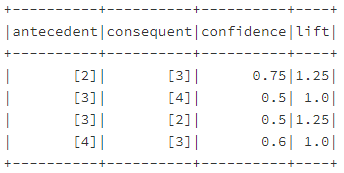 +----------+----------+----------+----+
|antecedent|consequent|confidence|lift|
+----------+----------+----------+----+
|       [2]|       [3]|      0.75|1.25|
|       [3]|       [4]|       0.5| 1.0|
|       [3]|       [2]|       0.5|1.25|
|       [4]|       [3]|       0.6| 1.0|
+----------+----------+----------+----+